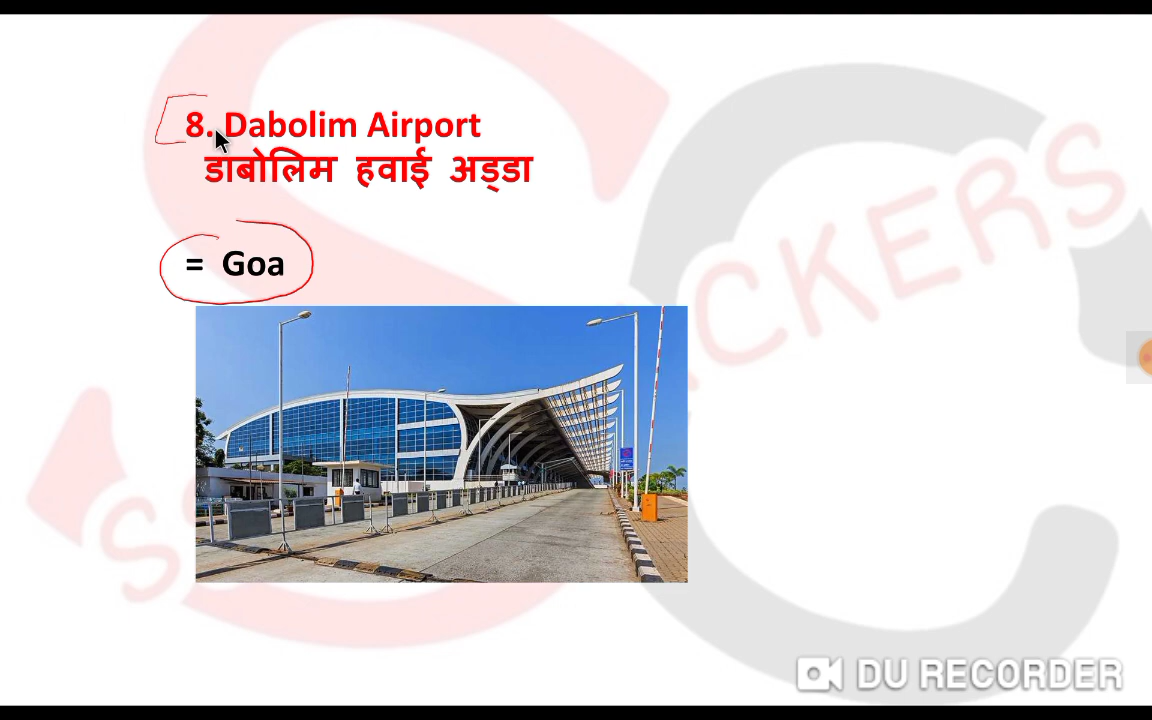 8. Dabolim Airport
डाबोलिम हवाई अड्डा
= Goa
DU RECORDER